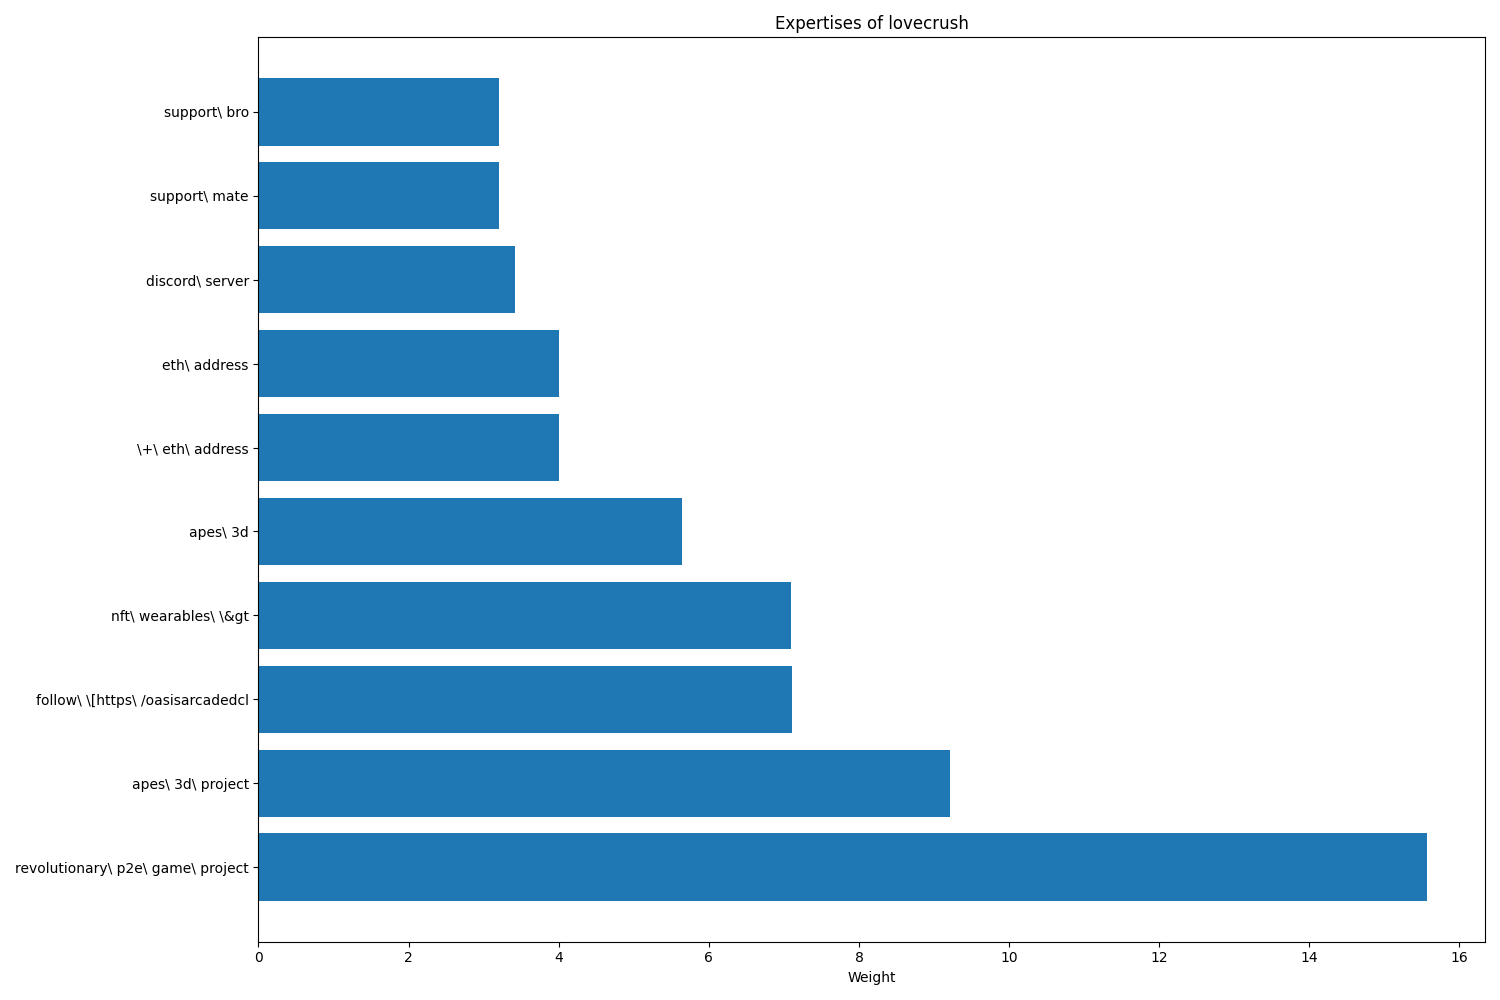 Expertises of lovecrush
support\ bro
support\ mate
discord\ server
eth\ address
\+\ eth\ address
apes\ 3d
nft\ wearables\ \&gt
follow\ \[https\ /oasisarcadedcl
apes\ 3d\ project
revolutionary\ p2e\ game\ project
0 2 4 6 8 10 12 14 16
Weight